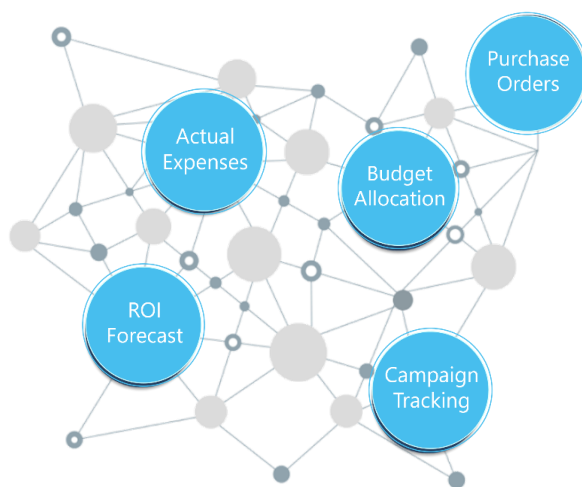 Purchase
Orders
Actual
Expenses
Budget
Allocation
ROI
Forecast
Campaign
Tracking